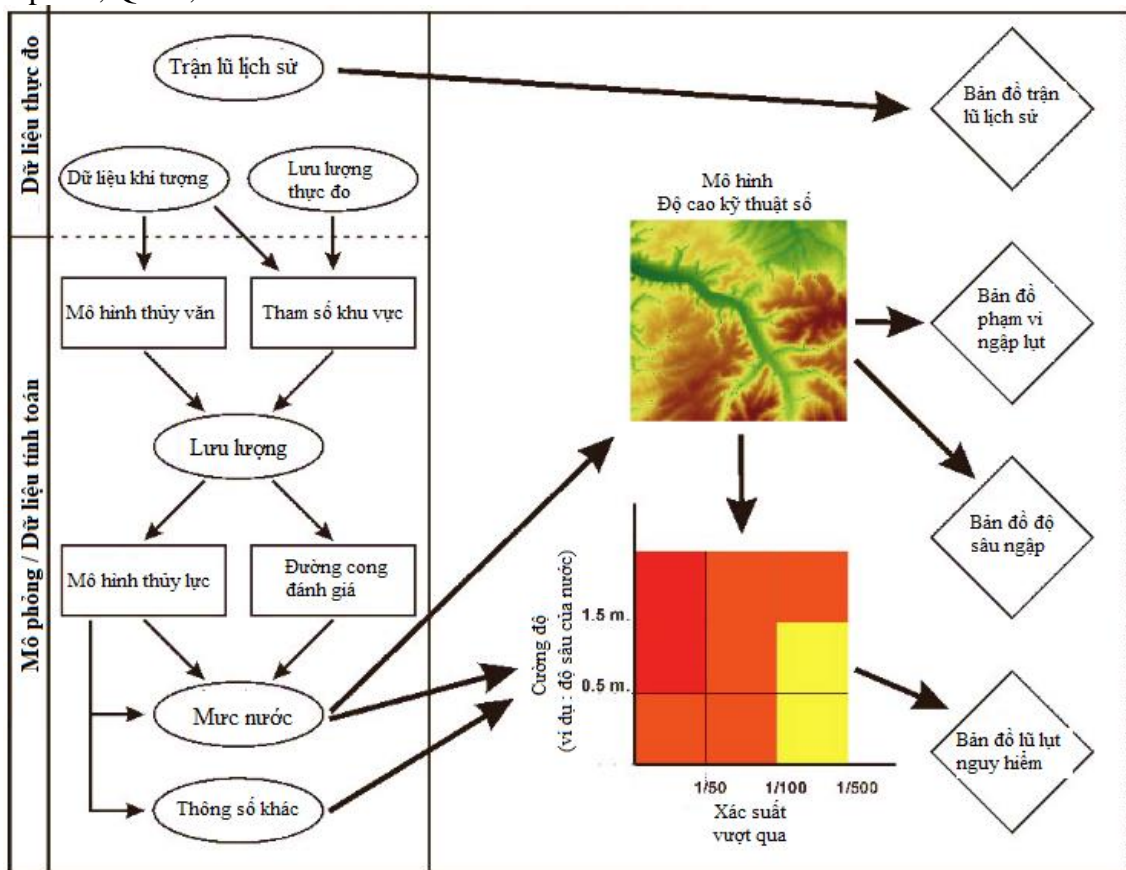 Dữ liệu thực đo
Trận lũ lịch sử
Dữ liệu khí tượng
Lưu lượng
thực đo
Bản đồ trận
lũ lịch sử
Mô phỏng / Dữ liệu tính toán
Mô hình thủy văn
Tham số khu vực
Lưu lượng
Mô hình thủy lực
Đường cong
đánh giá
Mực nước
Thông số khác
Mô hình
Độ cao kỹ thuật số
Bản đồ
phạm vi
ngập lụt
Bản đồ độ
sâu ngập
Cường độ
(ví dụ : độ sâu của nước)
1.5 m.
0.5 m.
1/50
1/100
1/500
Xác suất
vượt qua
Bản đồ lũ lụt
nguy hiểm